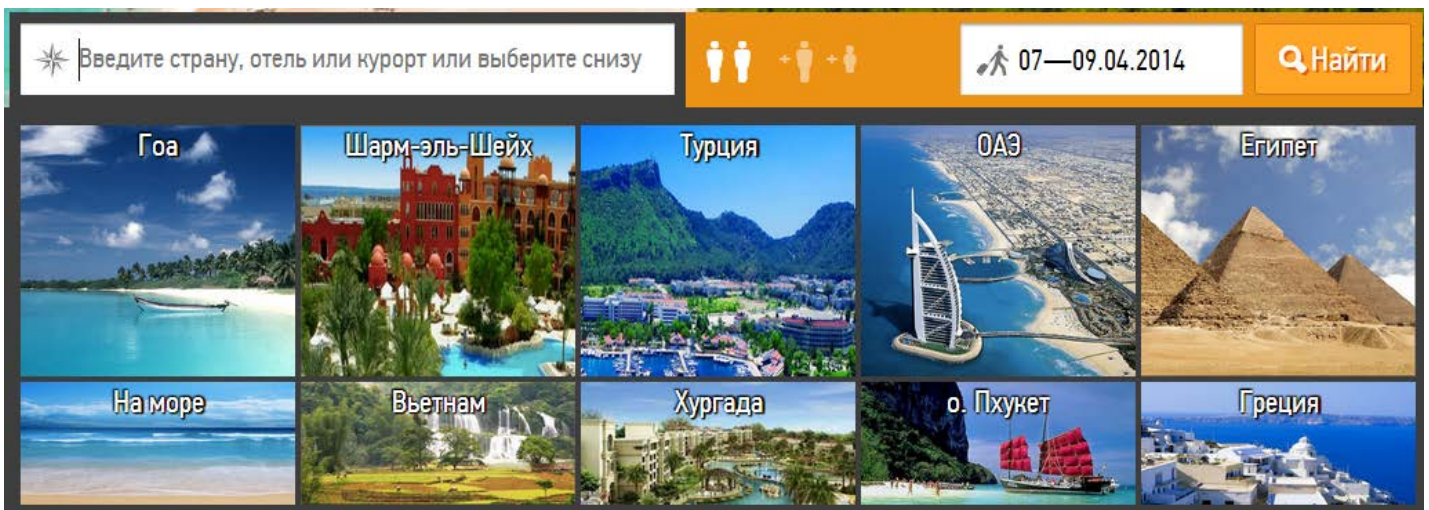 Введите страну, отель или курорт или выберите снизу
07—09.04.2014
Найти
Гоа
Шарм-эль-Шейх
Турция
ОАЭ
Египет
На море
Вьетнам
Хургада
о. Пхукет
Греция